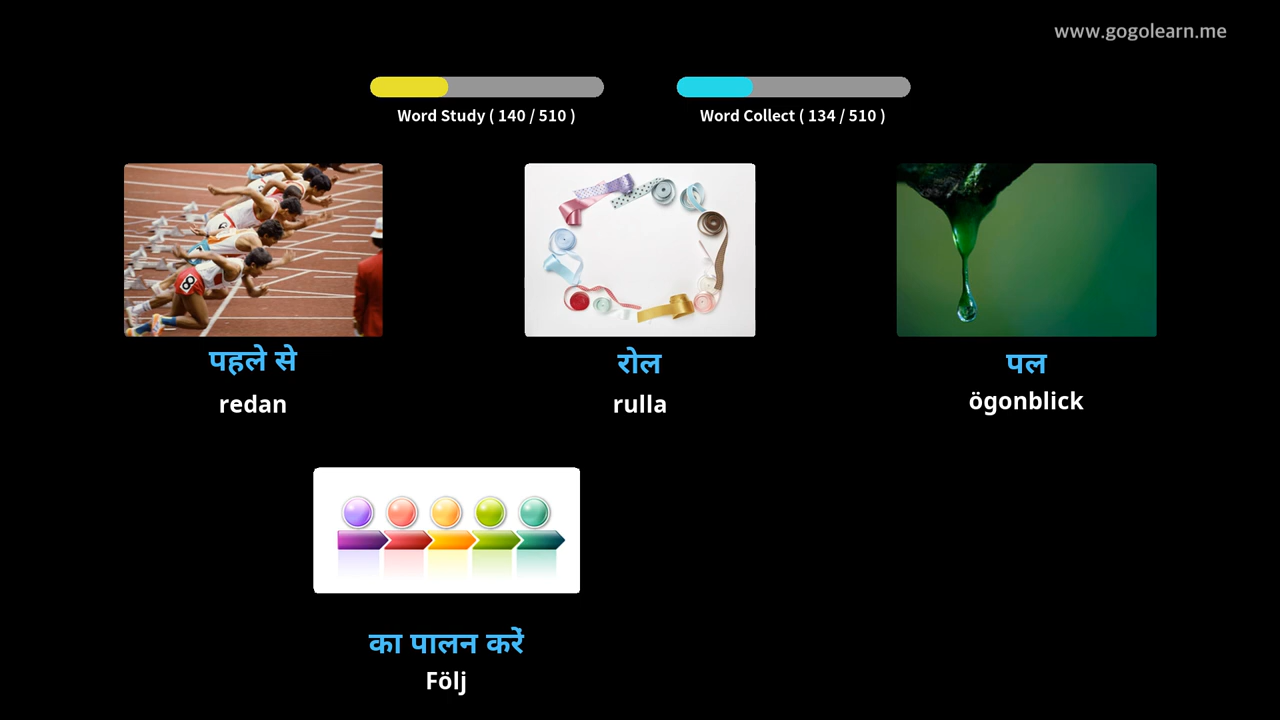 www.gogolearn.me
Word Study ( 140 / 510 )
Word Collect ( 134 / 510 )
पहले से
redan
रोल
rulla
पल
ögonblick
का पालन करें
Följ
8